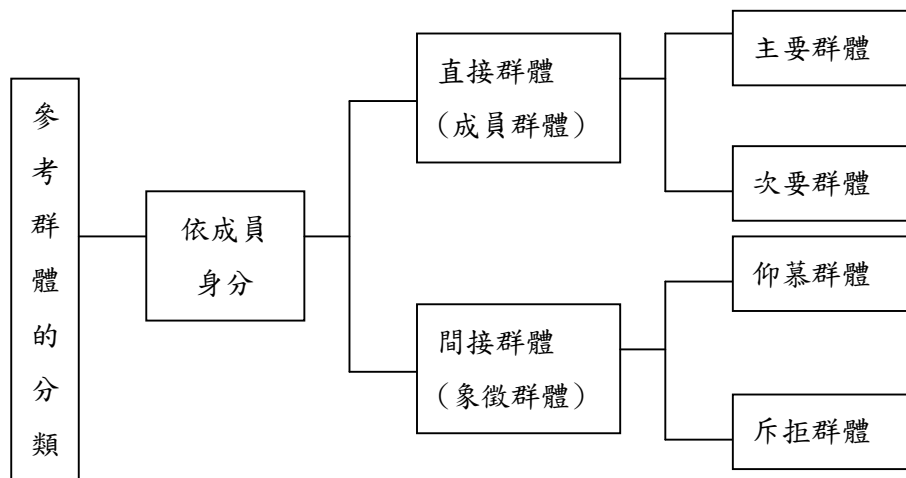 參考群體的分類
依成員
身分
直接群體
（成員群體）
主要群體
次要群體
間接群體
（象徵群體）
仰慕群體
斥拒群體